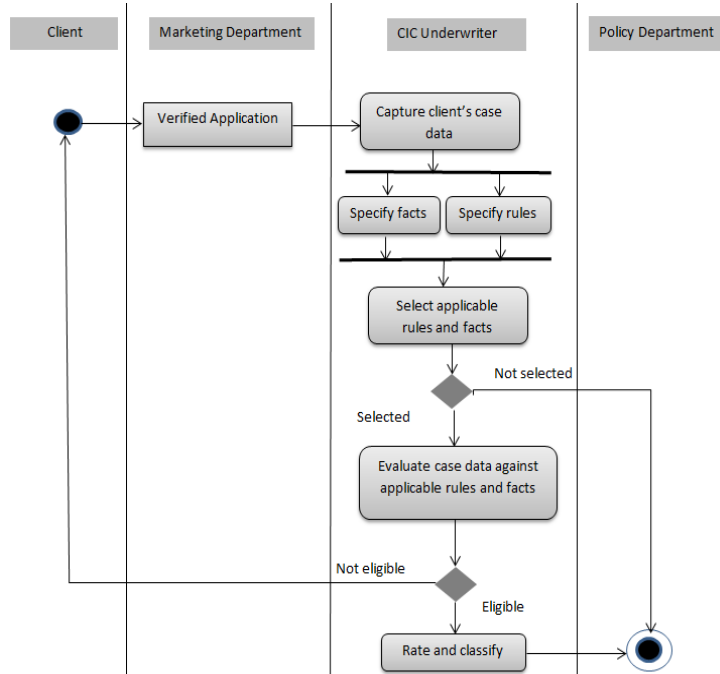 Client
Marketing Department
CIC Underwriter
Policy Department
Verified Application
Capture client's case
data
Specify facts
Specify rules
Select applicable
rules and facts
Not selected
Selected
Evaluate case data against
applicable rules and facts
Not eligible
Eligible
Rate and classify